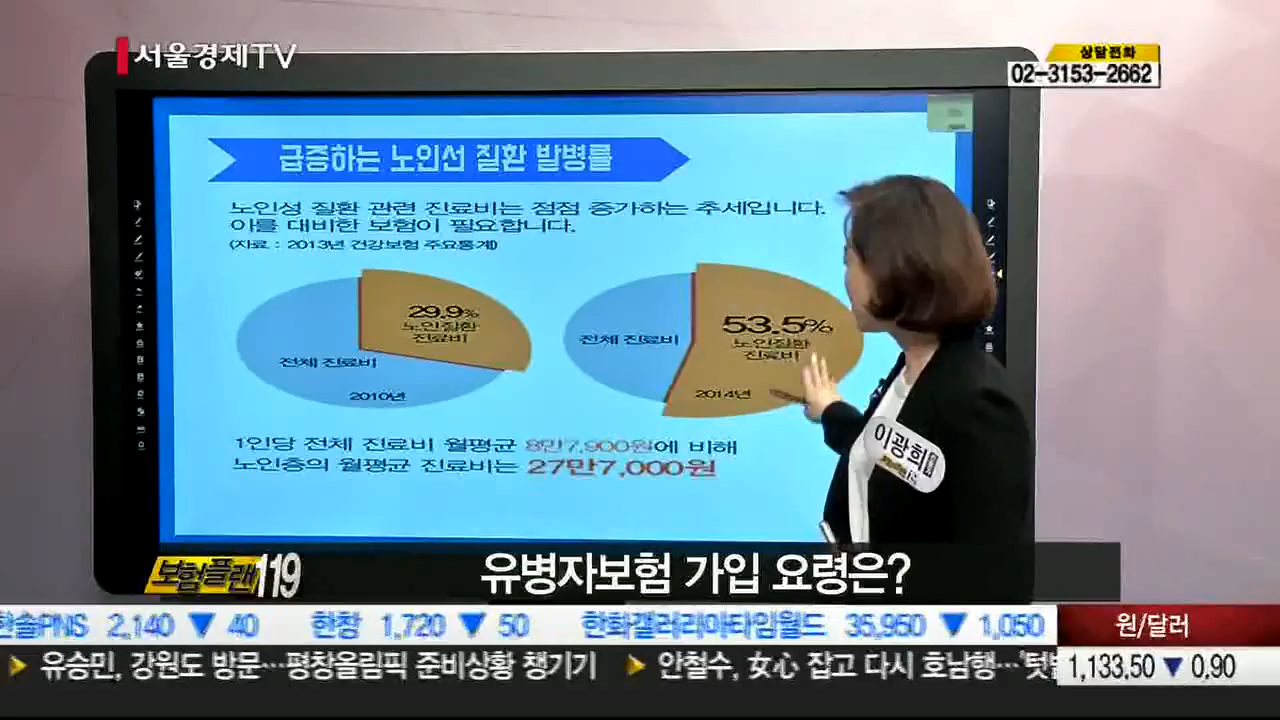 서울경제TV
상담전화
02-3153-2662
급증하는 노인선 질환 발병률
노인성 질환 관련 진료비는 점점 증가하는 추세입니다.
이를 대비한 보험이 필요합니다.
(자료 : 2013년 건강보험 주요통계)
29.9%
노인질환
진료비
전체 진료비
2010년
53.5%
노인질환
진료비
전체 진료비
2014년
1인당 전체 진료비 월평균 8만7,900원에 비해
노인층의 월평균 진료비는 27만7,000원
이광희
보험플랜119
유병자보험 가입 요령은?
한솔PNS 2,140 ▼ 40 한창 1,720 ▼ 50 한화갤러리아타임월드 35,950 ▼ 1,050
원/달러
▶ 유승민, 강원도 방문…평창올림픽 준비상황 챙기기 ▶ 안철수, 女心 잡고 다시 호남행…'텃
1,133.50 ▼ 0.90